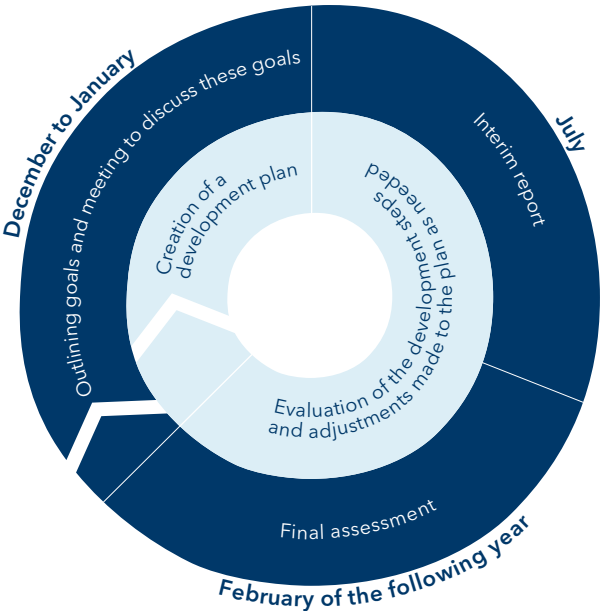 December to January
Outlining goals and meeting to discuss these goals
July
Interim report
Creation of a
development plan
Evaluation of the development steps
and adjustments made to the plan as needed
Final assessment
February of the following year